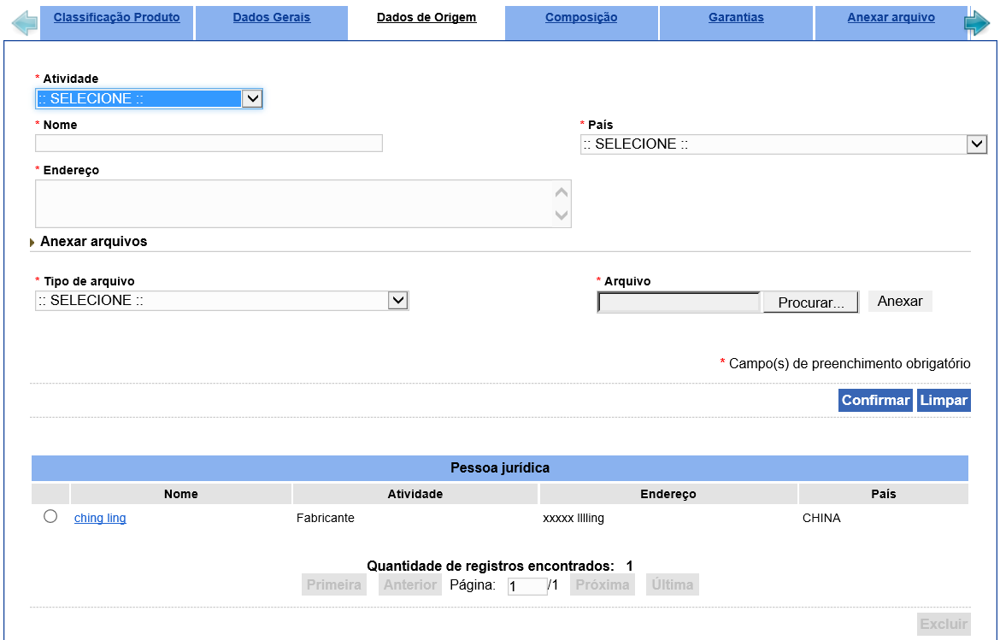 Classificação Produto Dados Gerais Dados de Origem Composição Garantias Anexar arquivo
* Atividade
:: SELECIONE ::
* Nome * País
:: SELECIONE ::
* Endereço
Anexar arquivos
* Tipo de arquivo * Arquivo
:: SELECIONE :: Procurar... Anexar
* Campo(s) de preenchimento obrigatório
Confirmar Limpar
Pessoa jurídica
Nome Atividade Endereço País
ching ling Fabricante xxxxx lllling CHINA
Quantidade de registros encontrados: 1
Primeira Anterior Página: 1 /1 Próxima Última
Excluir